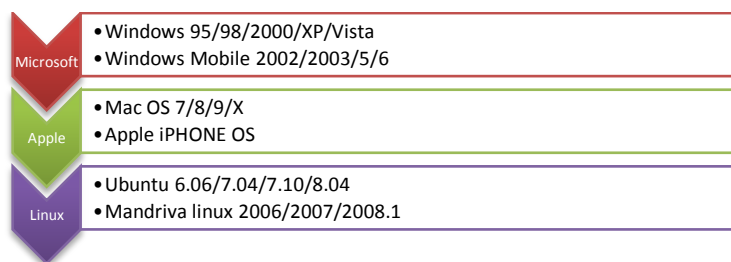 Microsoft
•Windows 95/98/2000/XP/Vista
•Windows Mobile 2002/2003/5/6
Apple
•Mac OS 7/8/9/X
•Apple iPHONE OS
Linux
•Ubuntu 6.06/7.04/7.10/8.04
•Mandriva linux 2006/2007/2008.1